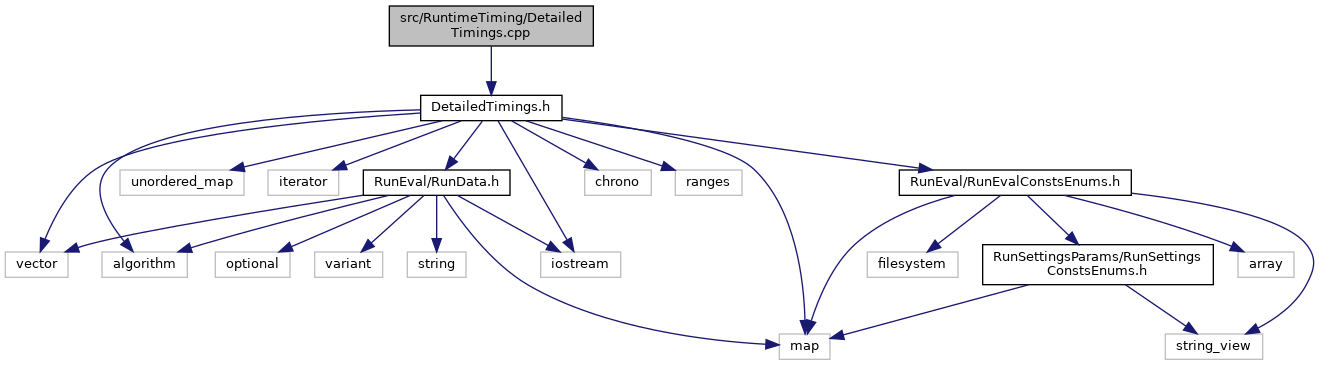 src/RuntimeTiming/Detailed
Timings.cpp
DetailedTimings.h
unordered_map
iterator
RunEval/RunData.h
chrono
ranges
RunEval/RunEvalConstsEnums.h
vector
algorithm
optional
variant
string
iostream
filesystem
RunSettingsParams/RunSettings
ConstsEnums.h
array
map
string_view